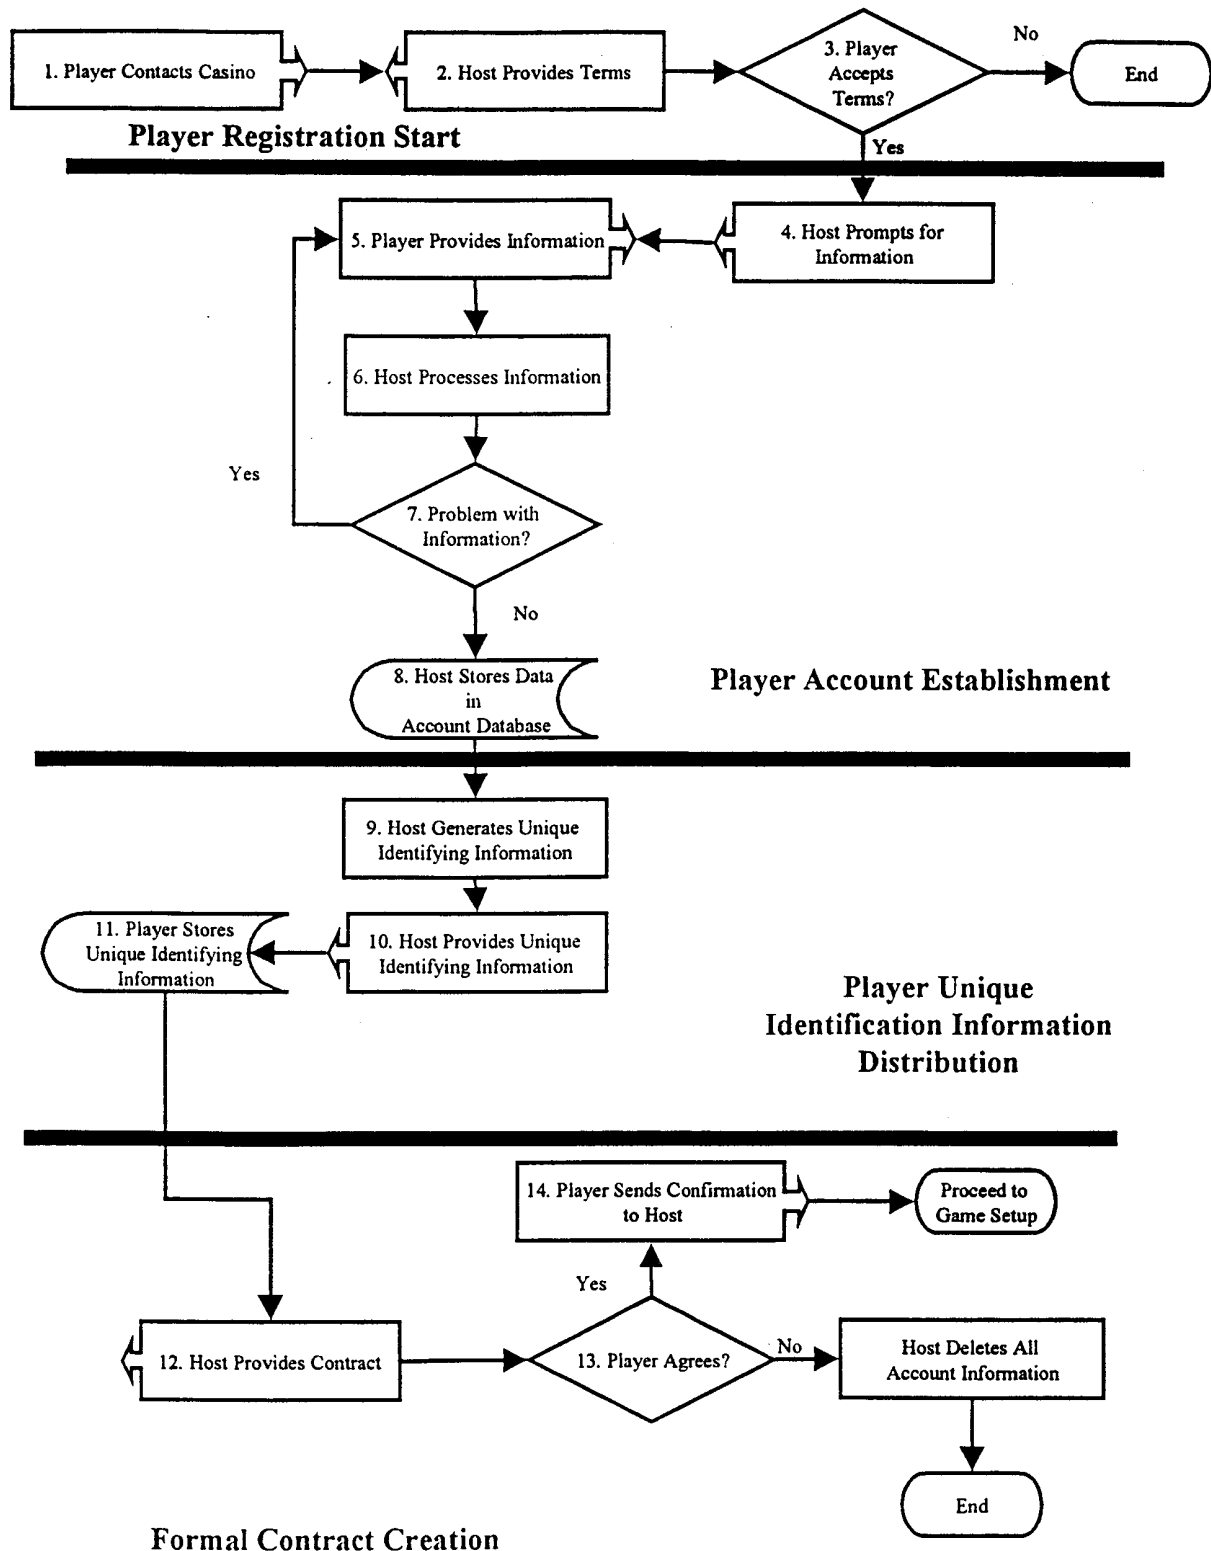 1. Player Contacts Casino
2. Host Provides Terms
3. Player
Accepts
Terms?
No
End
Player Registration Start
Yes
5. Player Provides Information
4. Host Prompts for
Information
6. Host Processes Information
Yes
7. Problem with
Information?
No
8. Host Stores Data
in
Account Database
Player Account Establishment
9. Host Generates Unique
Identifying Information
11. Player Stores
Unique Identifying
Information
10. Host Provides Unique
Identifying Information
Player Unique
Identification Information
Distribution
14. Player Sends Confirmation
to Host
Proceed to
Game Setup
Yes
12. Host Provides Contract
13. Player Agrees?
No
Host Deletes All
Account Information
End
Formal Contract Creation